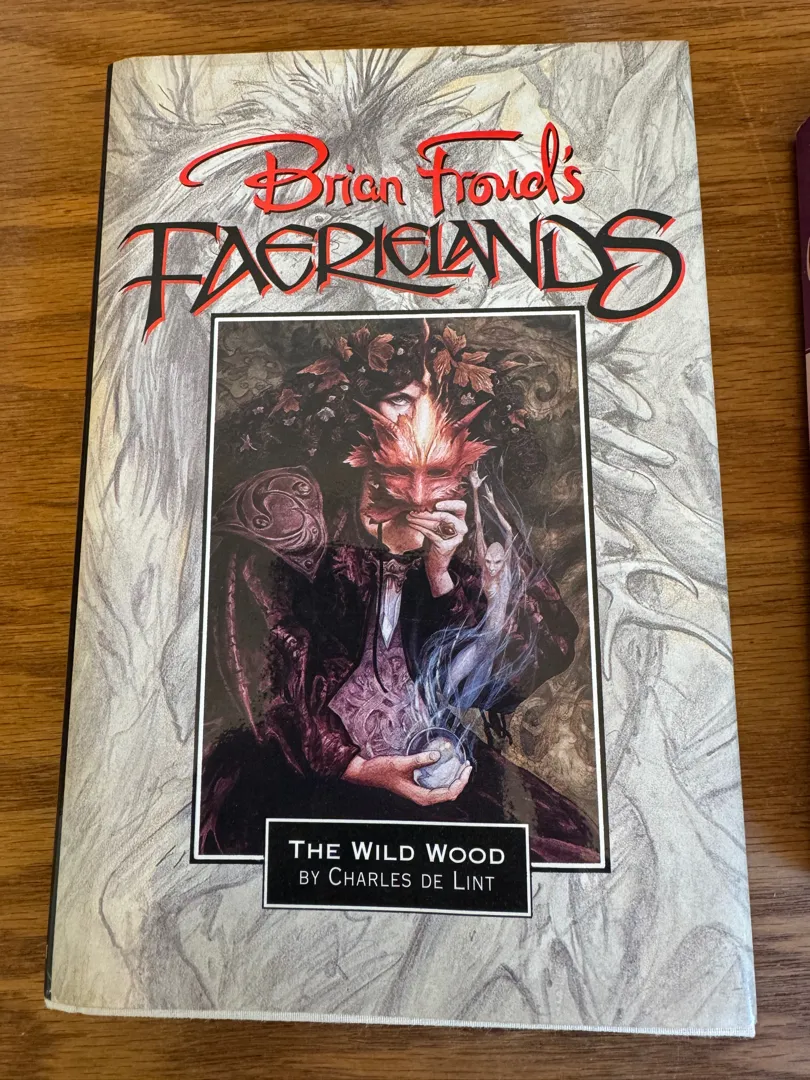 Brian Froud's
FAERIELANDS
THE WILD WOOD
BY CHARLES DE LINT